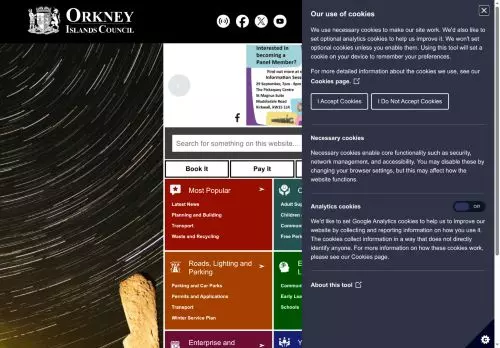 Orkney
Islands Council
interested in
becoming a
Panel Member?
Find out more at
Information Session
29 September, 7pm - 8pm
The Pickaquoy Centre
St Magnus Suite
Muddisdale Road
Kirkwall, KW15 1LR
Search for something on this website...
Book It
Pay it
Most Popular
Latest News
Planning and Building
Transport
Waste and Recycling
Adult Sup
Children
Commun
Free Park
Roads, Lighting and
Parking
Parking and Car Parks
Permits and Applications
Transport
Winter Service Plan
E
L
Commun
Early Lea
Schools
Enterprise and
Y
Our use of cookies
We use necessary cookies to make our site work. We'd also like to
set optional analytics cookies to help us improve it. We won't set
optional cookies unless you enable them. Using this tool will set a
cookie on your device to remember your preferences.
For more detailed information about the cookies we use, see our
Cookies page.
I Accept Cookies
I Do Not Accept Cookies
Necessary cookies
Necessary cookies enable core functionality such as security,
network management, and accessibility. You may disable these by
changing your browser settings, but this may affect how the
website functions.
Analytics cookies
Off
We'd like to set Google Analytics cookies to help us to improve our
website by collecting and reporting information on how you use it.
The cookies collect information in a way that does not directly
identify anyone. For more information on how these cookies work,
please see our Cookies page.
About this tool